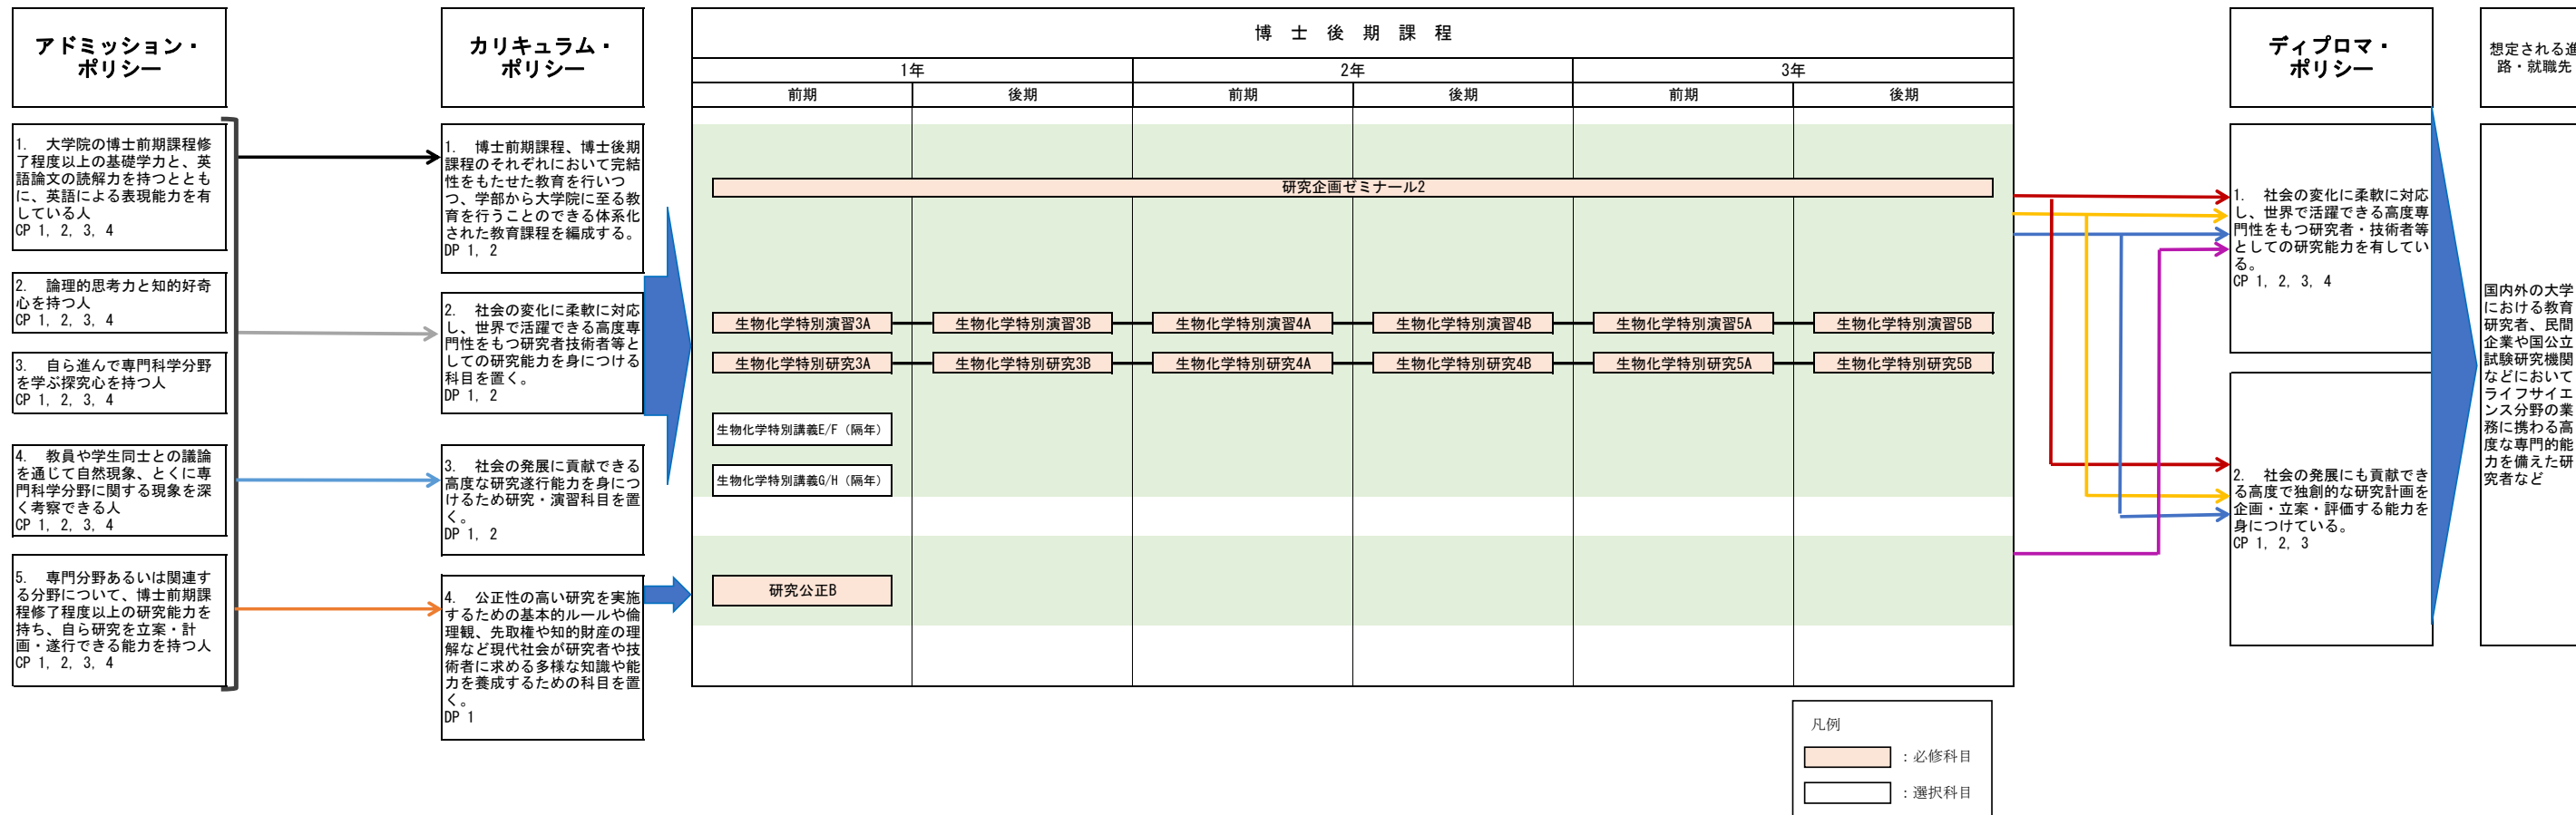 アドミッション・
ポリシー
1.　大学院の博士前期課程修
了程度以上の基礎学力と、英
語論文の読解力を持つととも
に、英語による表現能力を有
している人
CP 1, 2, 3, 4
2.　論理的思考力と知的好奇
心を持つ人
CP 1, 2, 3, 4
3.　自ら進んで専門科学分野
を学ぶ探究心を持つ人
CP 1, 2, 3, 4
4.　教員や学生同士との議論
を通じて自然現象、とくに専
門科学分野に関する現象を深
く考察できる人
CP 1, 2, 3, 4
5.　専門分野あるいは関連す
る分野について、博士前期課
程修了程度以上の研究能力を
持ち、自ら研究を立案・計
画・遂行できる能力を持つ人
CP 1, 2, 3, 4
カリキュラム・
ポリシー
1.　博士前期課程、博士後期
課程のそれぞれにおいて完結
性をもたせた教育を行いつ
つ、学部から大学院に至る教
育を行うことのできる体系化
された教育課程を編成する。
DP 1, 2
2.　社会の変化に柔軟に対応
し、世界で活躍できる高度専
門性をもつ研究者技術者等と
しての研究能力を身につける
科目を置く。
DP 1, 2
3.　社会の発展に貢献できる
高度な研究遂行能力を身につ
けるため研究・演習科目を置
く。
DP 1, 2
4.　公正性の高い研究を実施
するための基本的ルールや倫
理観、先取権や知的財産の理
解など現代社会が研究者や技
術者に求める多様な知識や能
力を養成するための科目を置
く。
DP 1
博　士　後　期　課　程
1年　2年　3年
前期　後期　前期　後期　前期　後期
研究企画ゼミナール2
生物化学特別演習3A　生物化学特別演習3B　生物化学特別演習4A　生物化学特別演習4B　生物化学特別演習5A　生物化学特別演習5B
生物化学特別研究3A　生物化学特別研究3B　生物化学特別研究4A　生物化学特別研究4B　生物化学特別研究5A　生物化学特別研究5B
生物化学特別講義E/F（隔年）
生物化学特別講義G/H（隔年）
研究公正B
凡例
：必修科目
：選択科目
ディプロマ・
ポリシー
1.　社会の変化に柔軟に対応
し、世界で活躍できる高度専
門性をもつ研究者・技術者等
としての研究能力を有してい
る。
CP 1, 2, 3, 4
2.　社会の発展にも貢献でき
る高度で独創的な研究計画を
企画・立案・評価する能力を
身につけている。
CP 1, 2, 3
想定される進
路・就職先
国内外の大学
における教育
研究者、民間
企業や国公立
試験研究機関
などにおいて
ライフサイエ
ンス分野の業
務に携わる高
度な専門的能
力を備えた研
究者など